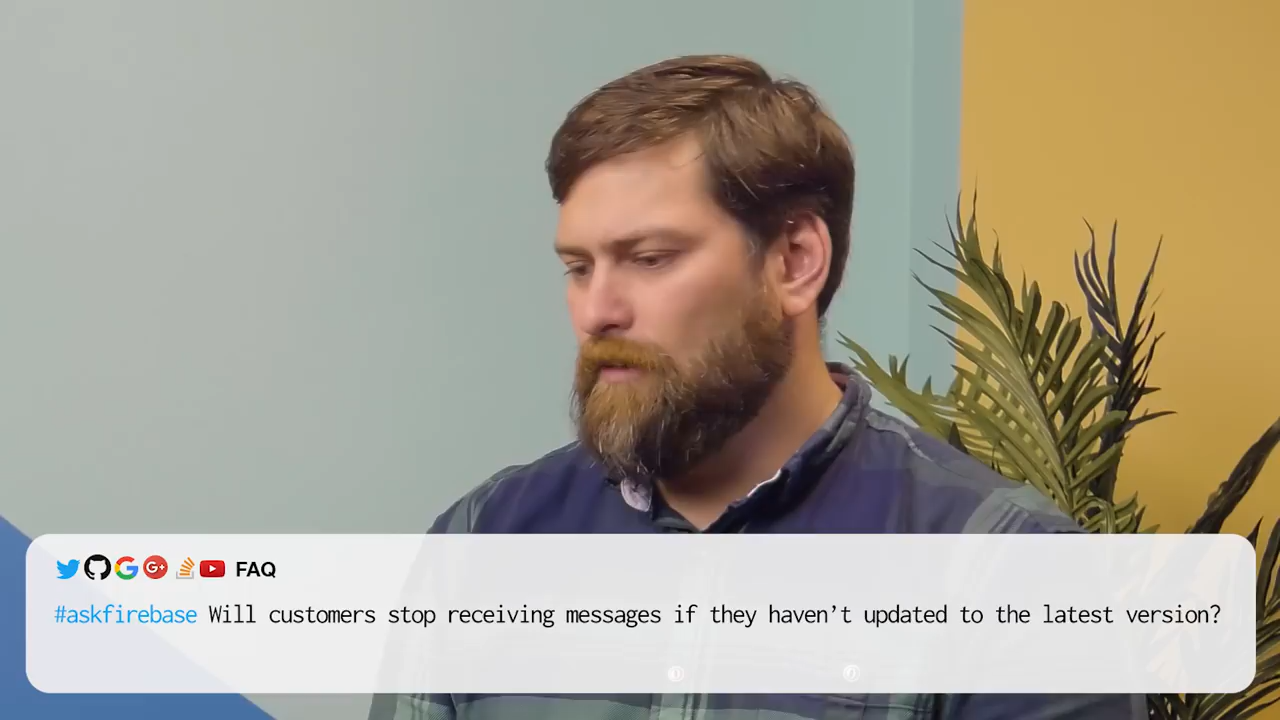 FAQ
#askfirebase Will customers stop receiving messages if they haven’t updated to the latest version?